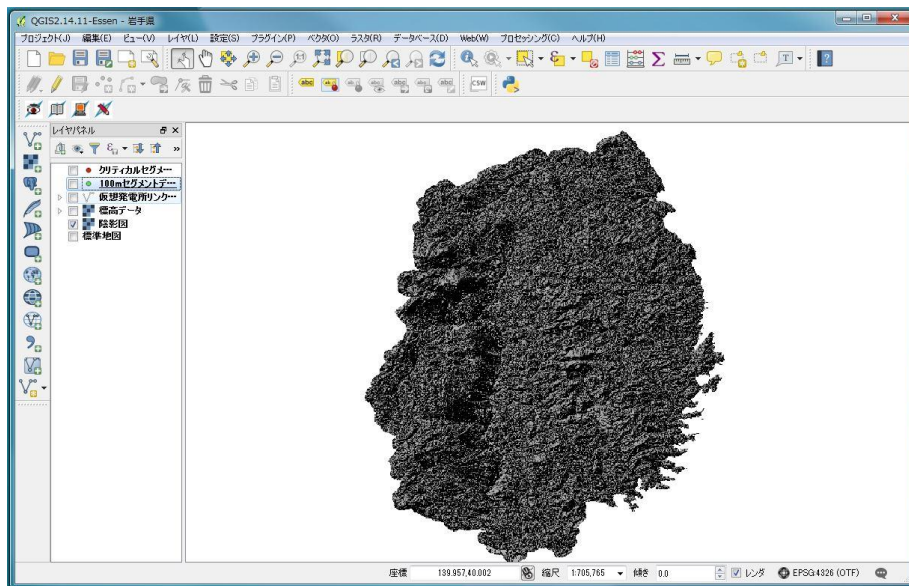 QGIS2.14.11-Essen - 岩手県
プロジェクト(J) 編集(E) ビュー(V) レイヤ(L) 設定(S) プラグイン(P) ベクタ(O) ラスタ(R) データベース(D) Web(W) プロセッシング(C) ヘルプ(H)
abc
CSW
レイヤパネル
クリティカルセグメ…
100mセグメントデー…
仮想発電所リンク…
標高データ
陰影図
標準地図
座標 139.957,40.002 縮尺 1:705,765 傾き 0.0 レンダ EPSG:4326 (OTF)